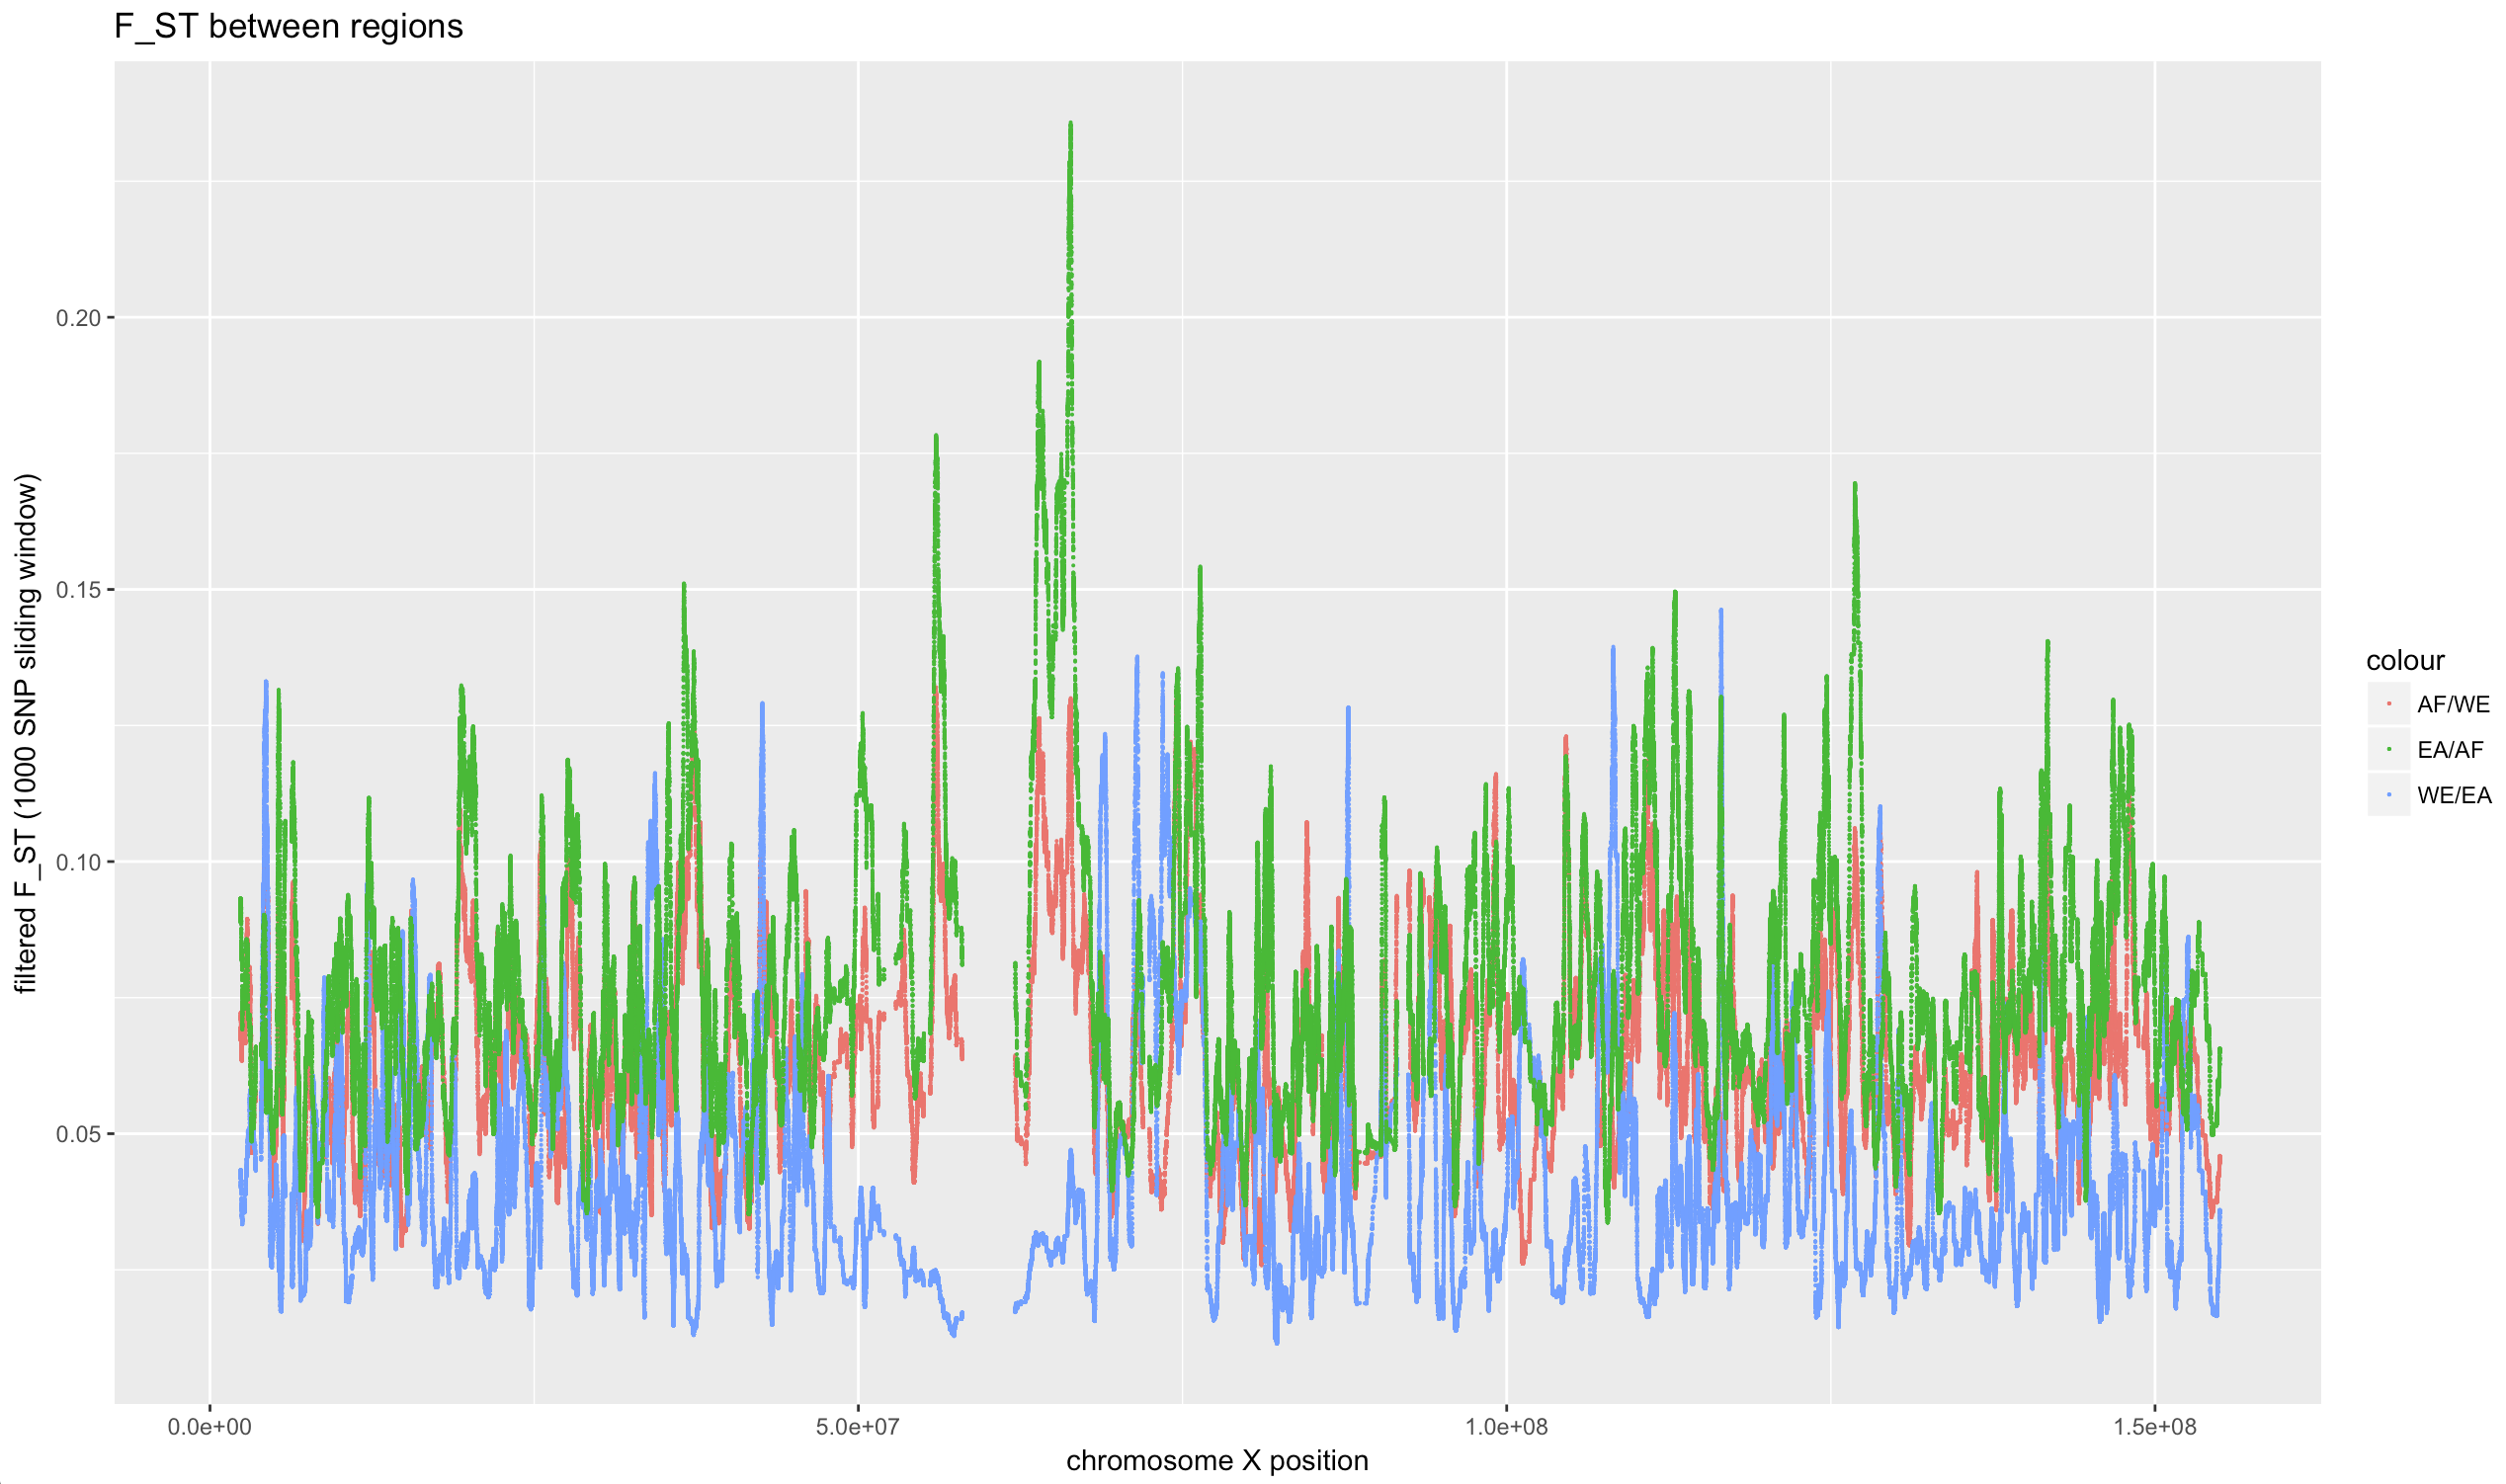 F_ST between regions
filtered F_ST (1000 SNP sliding window)
0.20
0.15
0.10
0.05
0.0e+00
5.0e+07
1.0e+08
1.5e+08
chromosome X position
colour
AF/WE
EA/AF
WE/EA